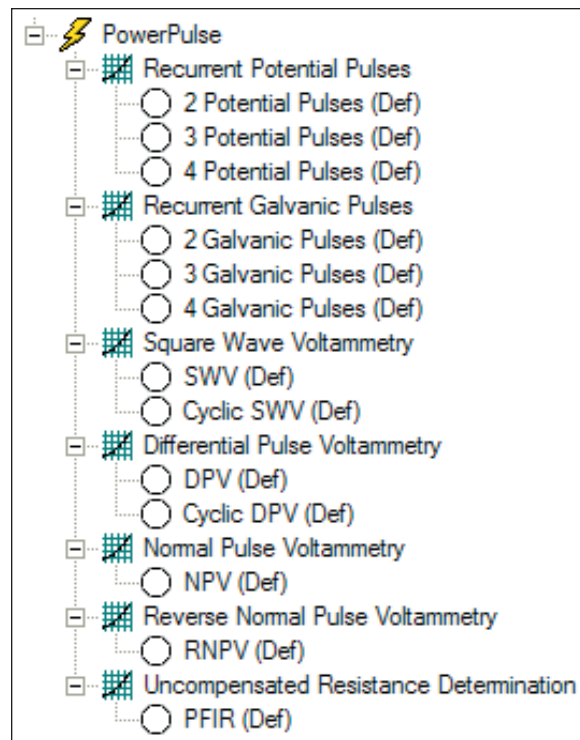 PowerPulse
Recurrent Potential Pulses
2 Potential Pulses (Def)
3 Potential Pulses (Def)
4 Potential Pulses (Def)
Recurrent Galvanic Pulses
2 Galvanic Pulses (Def)
3 Galvanic Pulses (Def)
4 Galvanic Pulses (Def)
Square Wave Voltammetry
SWV (Def)
Cyclic SWV (Def)
Differential Pulse Voltammetry
DPV (Def)
Cyclic DPV (Def)
Normal Pulse Voltammetry
NPV (Def)
Reverse Normal Pulse Voltammetry
RNPV (Def)
Uncompensated Resistance Determination
PFIR (Def)